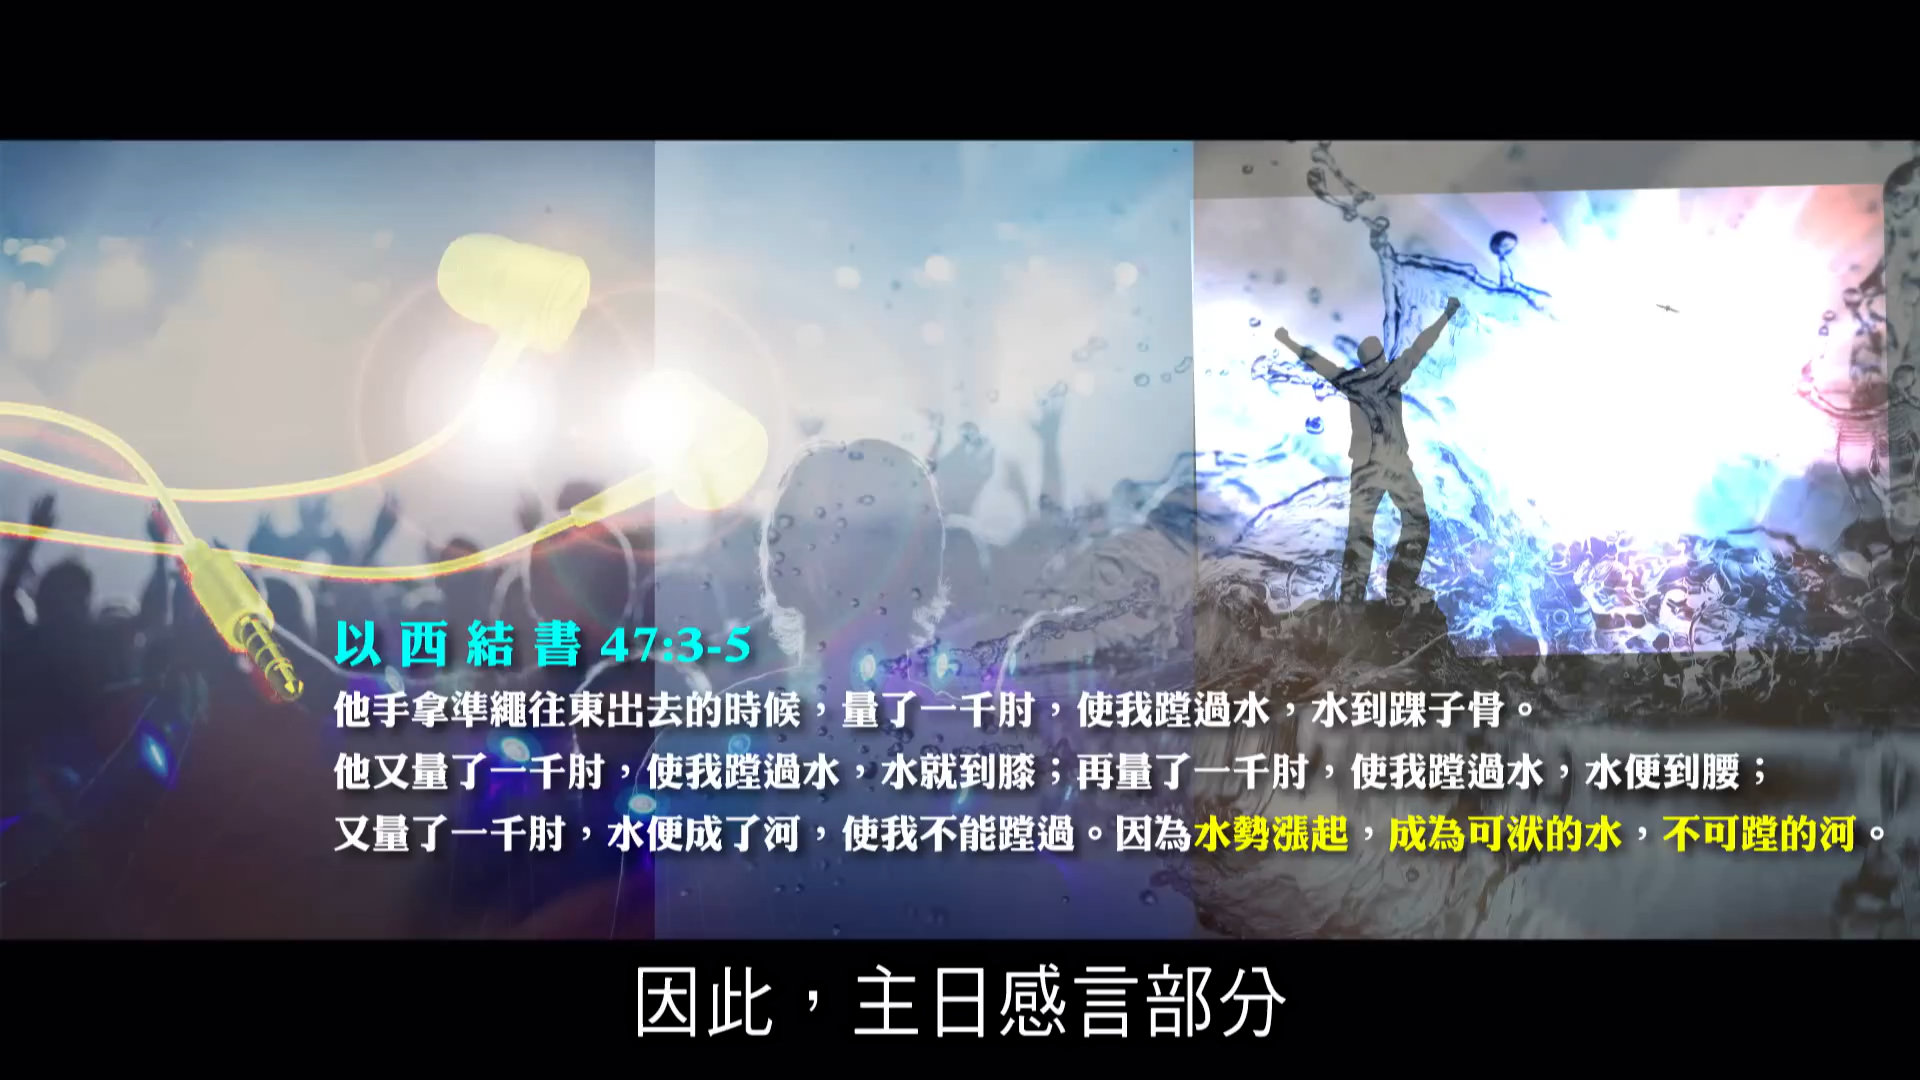 以西結書 47:3-5
他手拿準繩往東出去的時候，量了一千肘，使我蹚過水，水到踝子骨。
他又量了一千肘，使我蹚過水，水就到膝；再量了一千肘，使我蹚過水，水便到腰；
又量了一千肘，水便成了河，使我不能蹚過。因為水勢漲起，成為可洑的水，不可蹚的河。
因此，主日感言部分